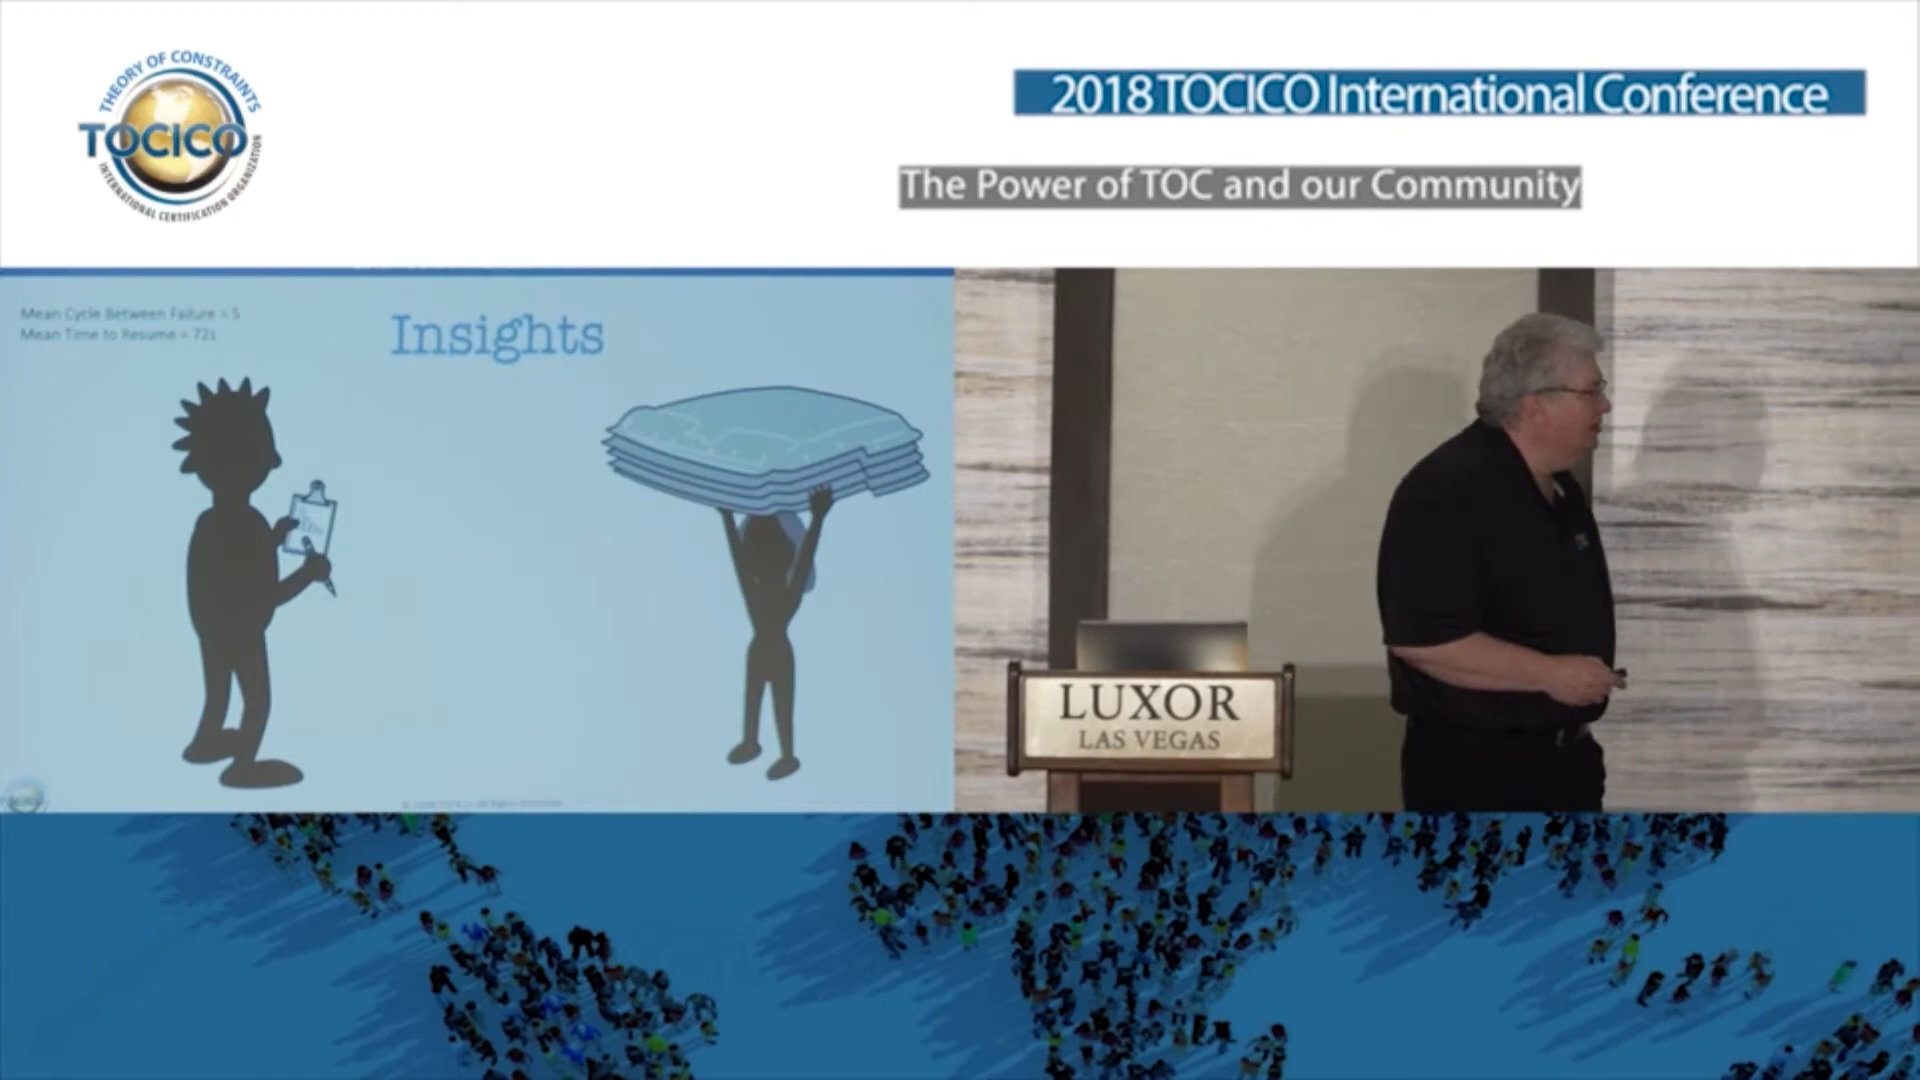 THEORY OF CONSTRAINTS
TOCICO
INTERNATIONAL CERTIFICATION ORGANIZATION
2018 TOCICO International Conference
The Power of TOC and our Community
Mean Cycle Between Failure = 5
Mean Time to Resume = 72s
Insights
LUXOR
LAS VEGAS